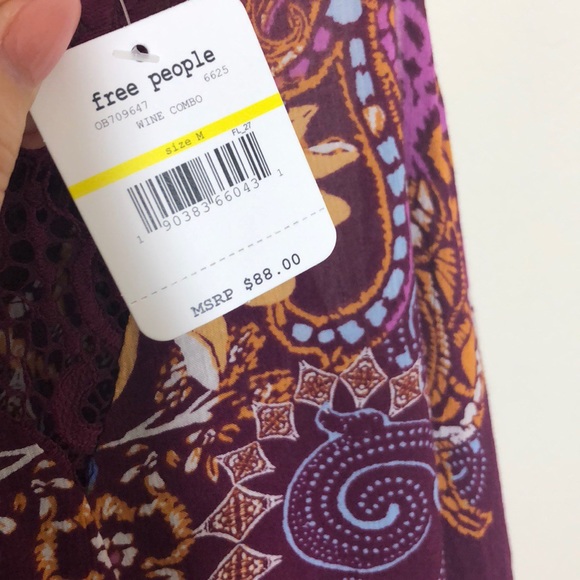 free people
OB709647 6625
WINE COMBO
size M FL_27
1 90383 66043 1
MSRP $88.00